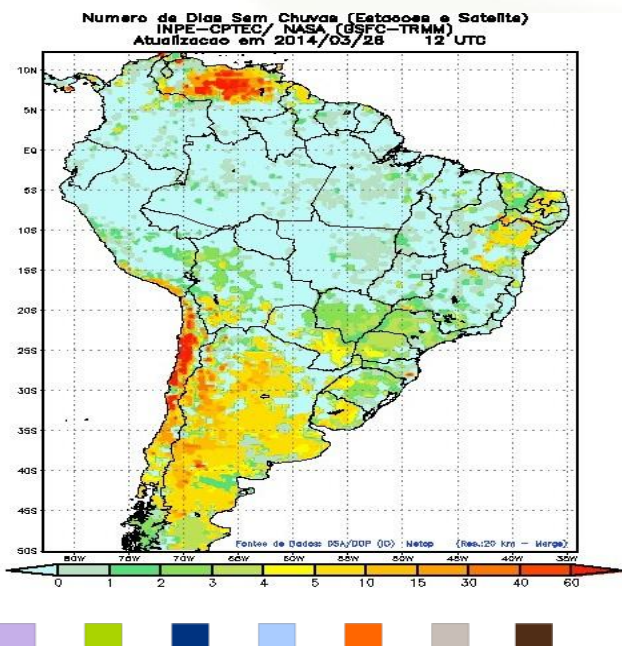 Numero de Dias Sem Chuvas (Estacoes e Satelite)
INPE-CPTEC/ NASA (GSFC-TRMM)
Atualizacao em 2014/03/26 12 UTC
10N
5N
EQ
5S
10S
15S
20S
25S
30S
35S
40S
45S
50S
80W 75W 70W 65W 60W 55W 50W 45W 40W 35W
Fontes de Dados: DSA/DOP (IO) Metop (Res.:20 km - Merge)
0 1 2 3 4 5 10 15 30 40 60